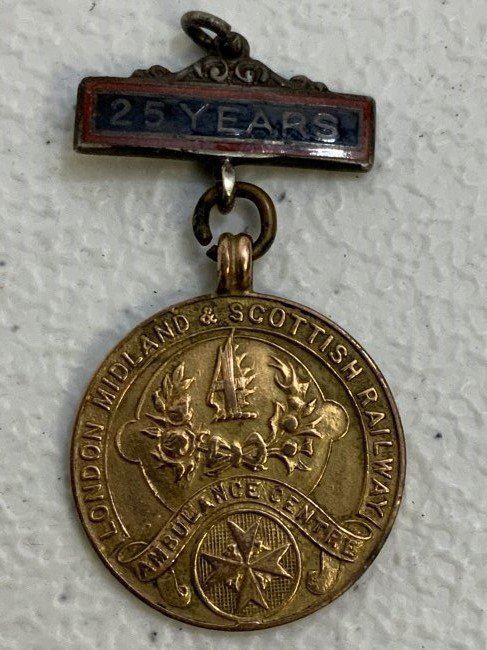 25 YEARS
LONDON MIDLAND & SCOTTISH RAILWAY
AMBULANCE CENTRE